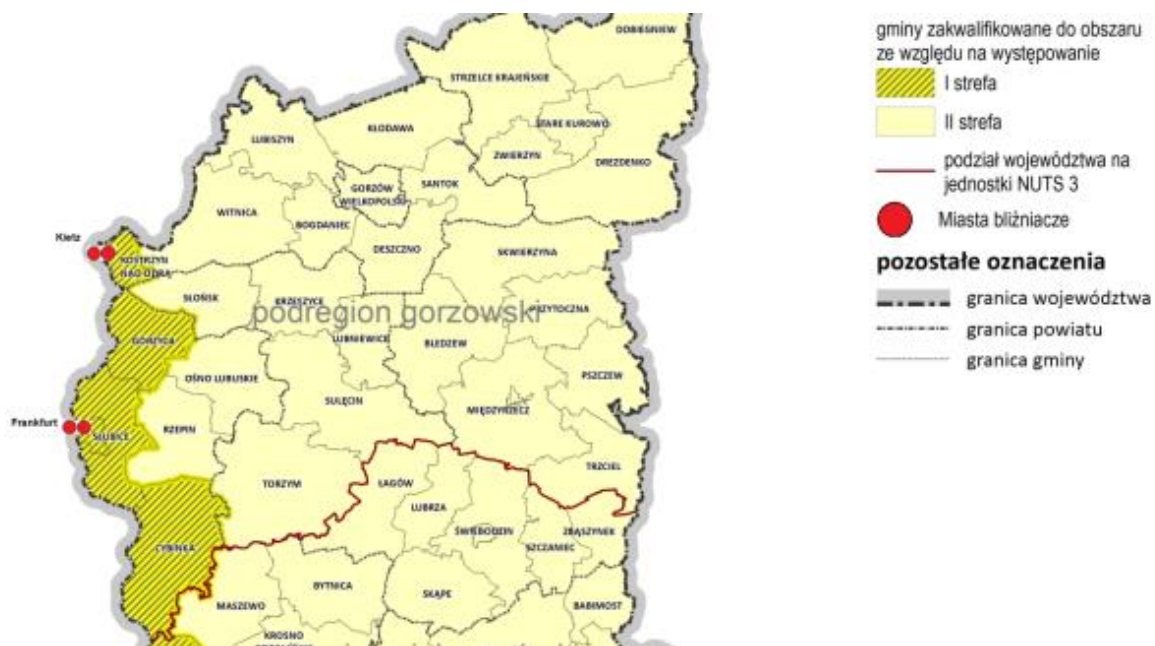 DOBIEGNIEW
STRZELCE KRAJEŃSKIE
STARE KUROWO
KŁODAWA
LUBISZYN
ZWIERZYN
DREZDENKO
GORZÓW
WIELKOPOLSKI
SANTOK
WITNICA
BOGDANIEC
DESZCZNO
Kietz
SKWIERZYNA
KOSTRZYN
NAD ODRĄ
SŁOŃSK
KRZESZYCE
PRZYTOCZNA
podregion gorzowski
LUBNIEWICE
BLEDZEW
GÓRZYCA
OŚNO LUBUSKIE
PSZCZEW
SULĘCIN
MIĘDZYRZECZ
Frankfurt
SŁUBICE
RZEPIN
TRZCIEL
TORZYM
ŁAGÓW
LUBRZA
ŚWIEBODZIN
ZBĄSZYNEK
SZCZANIEC
CYBINKA
BYTNICA
SKĄPE
MASZEWO
BABIMOST
KROSNO
gminy zakwalifikowane do obszaru
ze względu na występowanie
I strefa
II strefa
podział województwa na
jednostki NUTS 3
Miasta bliźniacze
pozostałe oznaczenia
granica województwa
granica powiatu
granica gminy